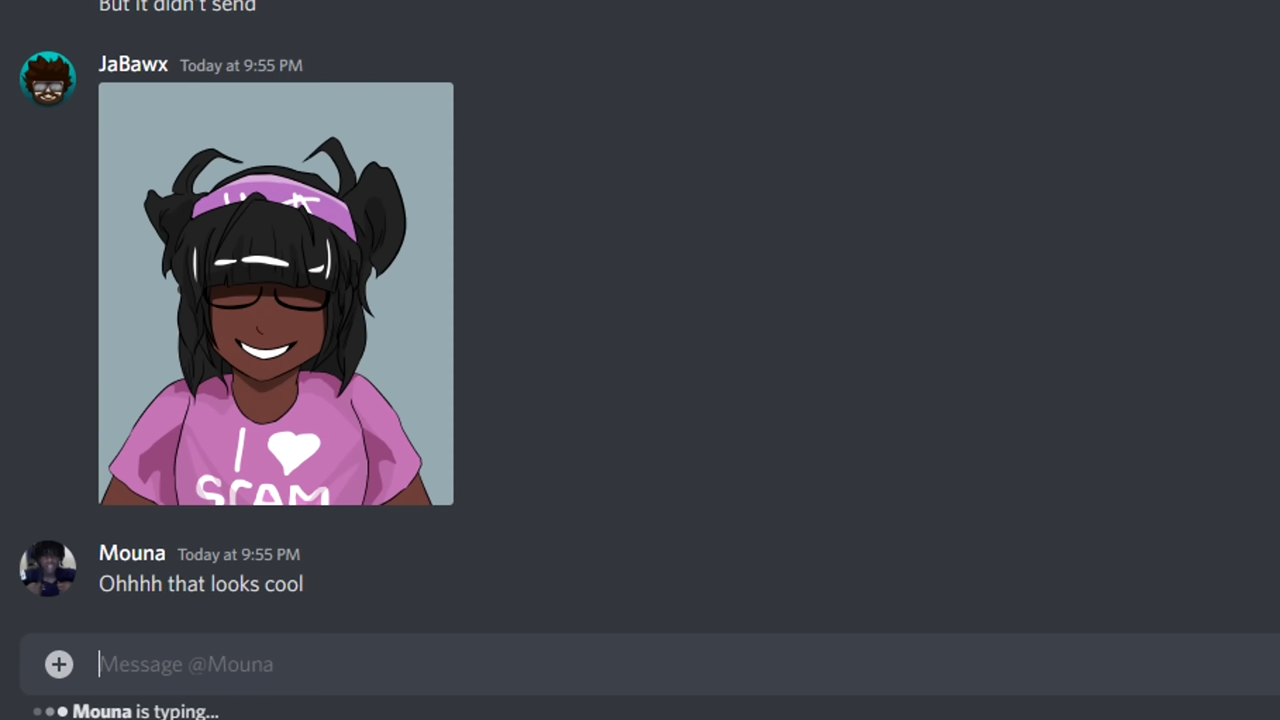 But it didn't send
JaBawx Today at 9:55 PM
I
SCAM
Mouna Today at 9:55 PM
Ohhhh that looks cool
Message @Mouna
Mouna is typing...